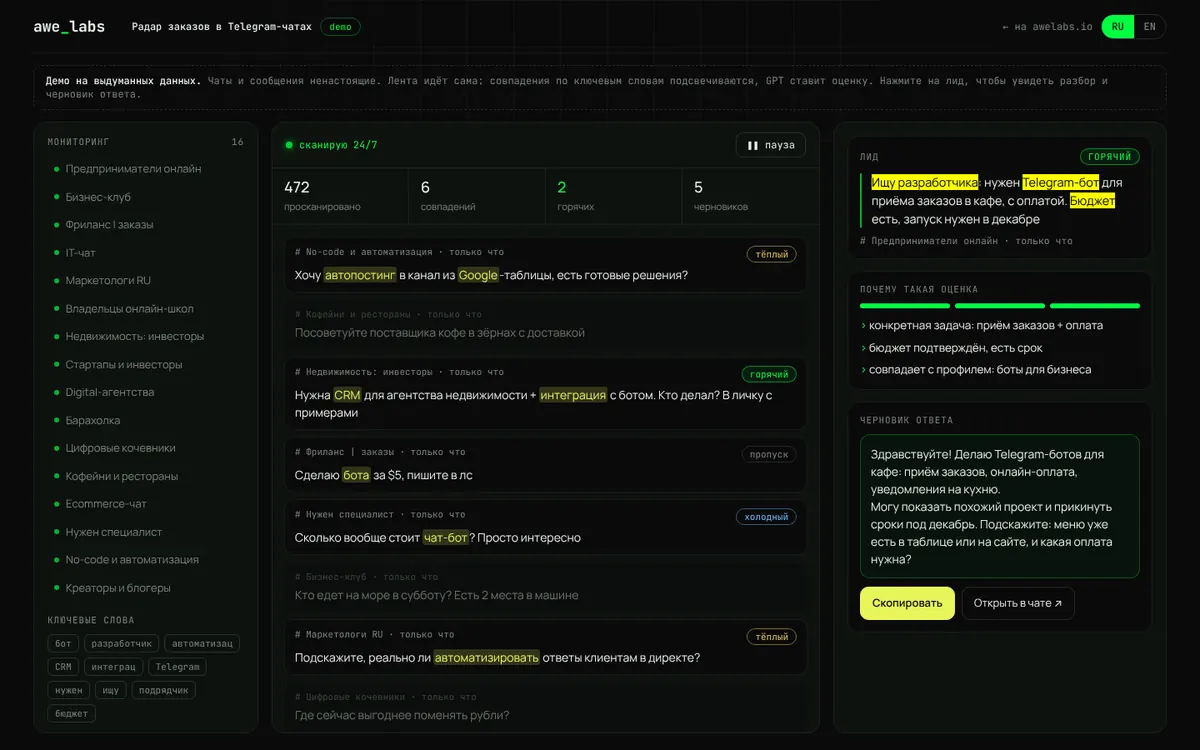 awe_labs
Радар заказов в Telegram-чатах
demo
← на awelabs.io
RU
EN
Демо на выдуманных данных. Чаты и сообщения ненастоящие. Лента идёт сама: совпадения по ключевым словам подсвечиваются, GPT ставит оценку. Нажмите на лид, чтобы увидеть разбор и
черновик ответа.
МОНИТОРИНГ
16
Предприниматели онлайн
Бизнес-клуб
Фриланс | заказы
IT-чат
Маркетологи RU
Владельцы онлайн-школ
Недвижимость: инвесторы
Стартапы и инвесторы
Digital-агентства
Барахолка
Цифровые кочевники
Кофейни и рестораны
Ecommerce-чат
Нужен специалист
No-code и автоматизация
Креаторы и блогеры
КЛЮЧЕВЫЕ СЛОВА
бот
разработчик
автоматизац
CRM
интеграц
Telegram
нужен
ищу
подрядчик
бюджет
сканирую 24/7
пауза
472
просканировано
6
совпадений
2
горячих
5
черновиков
# No-code и автоматизация · только что
тёплый
Хочу автопостинг в канал из Google-таблицы, есть готовые решения?
# Кофейни и рестораны · только что
Посоветуйте поставщика кофе в зёрнах с доставкой
# Недвижимость: инвесторы · только что
горячий
Нужна CRM для агентства недвижимости + интеграция с ботом. Кто делал? В личку с
примерами
# Фриланс | заказы · только что
пропуск
Сделаю бота за $5, пишите в лс
# Нужен специалист · только что
холодный
Сколько вообще стоит чат-бот? Просто интересно
# Бизнес-клуб · только что
Кто едет на море в субботу? Есть 2 места в машине
# Маркетологи RU · только что
тёплый
Подскажите, реально ли автоматизировать ответы клиентам в директе?
# Цифровые кочевники · только что
Где сейчас выгоднее поменять рубли?
ЛИД
ГОРЯЧИЙ
Ищу разработчика: нужен Telegram-бот для
приёма заказов в кафе, с оплатой. Бюджет
есть, запуск нужен в декабре
# Предприниматели онлайн · только что
ПОЧЕМУ ТАКАЯ ОЦЕНКА
› конкретная задача: приём заказов + оплата
› бюджет подтверждён, есть срок
› совпадает с профилем: боты для бизнеса
ЧЕРНОВИК ОТВЕТА
Здравствуйте! Делаю Telegram-ботов для
кафе: приём заказов, онлайн-оплата,
уведомления на кухню.
Могу показать похожий проект и прикинуть
сроки под декабрь. Подскажите: меню уже
есть в таблице или на сайте, и какая оплата
нужна?
Скопировать
Открыть в чате ↗